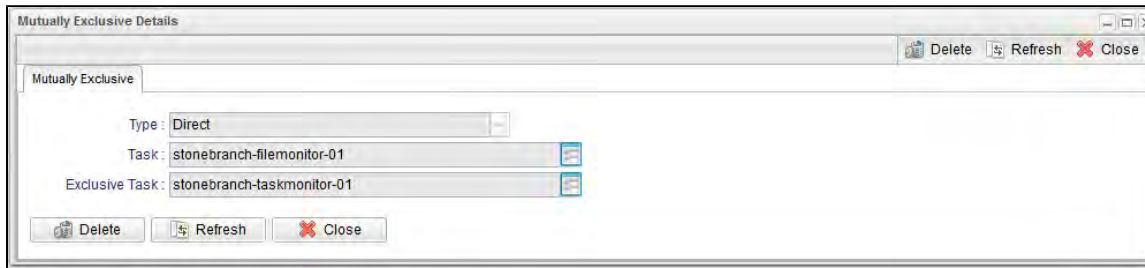 Mutually Exclusive Details
Delete Refresh Close
Mutually Exclusive
Type : Direct
Task : stonebranch-filemonitor-01
Exclusive Task : stonebranch-taskmonitor-01
Delete Refresh Close